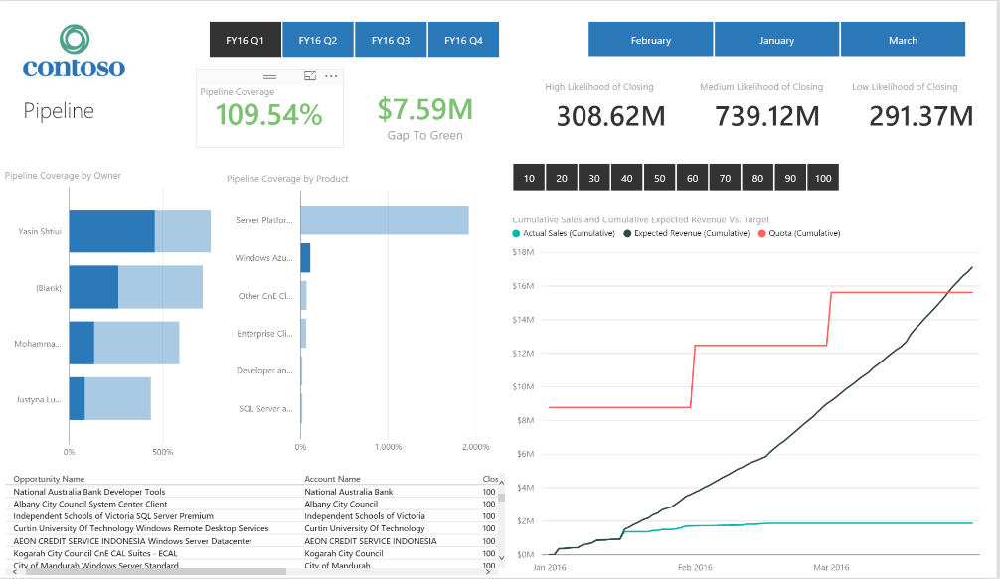 contoso
Pipeline
FY16 Q1 FY16 Q2 FY16 Q3 FY16 Q4
February January March
Pipeline Coverage
109.54%
$7.59M
Gap To Green
High Likelihood of Closing
308.62M
Medium Likelihood of Closing
739.12M
Low Likelihood of Closing
291.37M
10 20 30 40 50 60 70 80 90 100
Pipeline Coverage by Owner
Yasin Shtiui
(Blank)
Mohamma...
Justyna Lu...
0% 500%
Pipeline Coverage by Product
Server Platfor...
Windows Azu...
Other CnE Cl...
Enterprise Cli...
Developer an...
SQL Server a...
0% 1,000% 2,000%
Cumulative Sales and Cumulative Expected Revenue Vs. Target
Actual Sales (Cumulative) Expected Revenue (Cumulative) Quota (Cumulative)
$18M
$16M
$14M
$12M
$10M
$8M
$6M
$4M
$2M
$0M
Jan 2016 Feb 2016 Mar 2016
Opportunity Name Account Name Clos
National Australia Bank Developer Tools National Australia Bank 100
Albany City Council System Center Client Albany City Council 100
Independent Schools of Victoria SQL Server Premium Independent Schools of Victoria 100
Curtin University Of Technology Windows Remote Desktop Services Curtin University Of Technology 100
AEON CREDIT SERVICE INDONESIA Windows Server Datacenter AEON CREDIT SERVICE INDONESIA 100
Kogarah City Council CnE CAL Suites - ECAL Kogarah City Council 100
City of Mandurah Windows Server Standard City of Mandurah 100